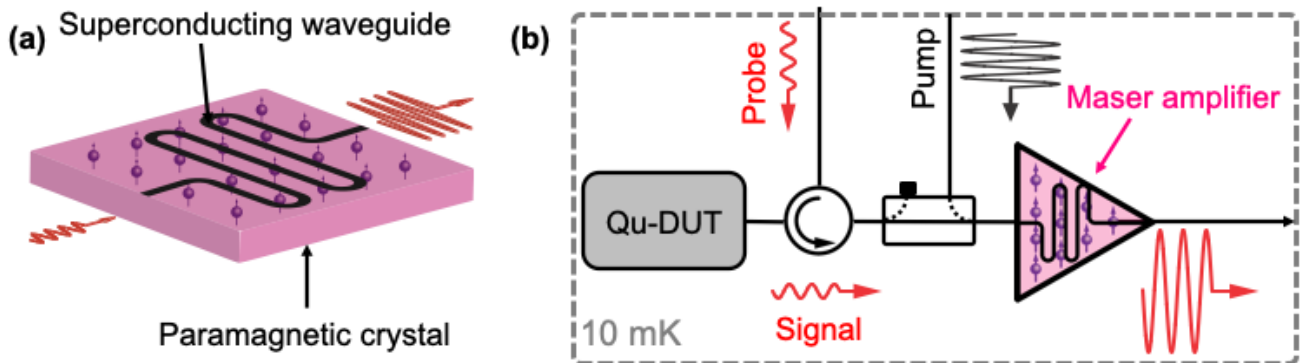 (a)
Superconducting waveguide
Paramagnetic crystal
(b)
Probe
Pump
Maser amplifier
Qu-DUT
Signal
10 mK